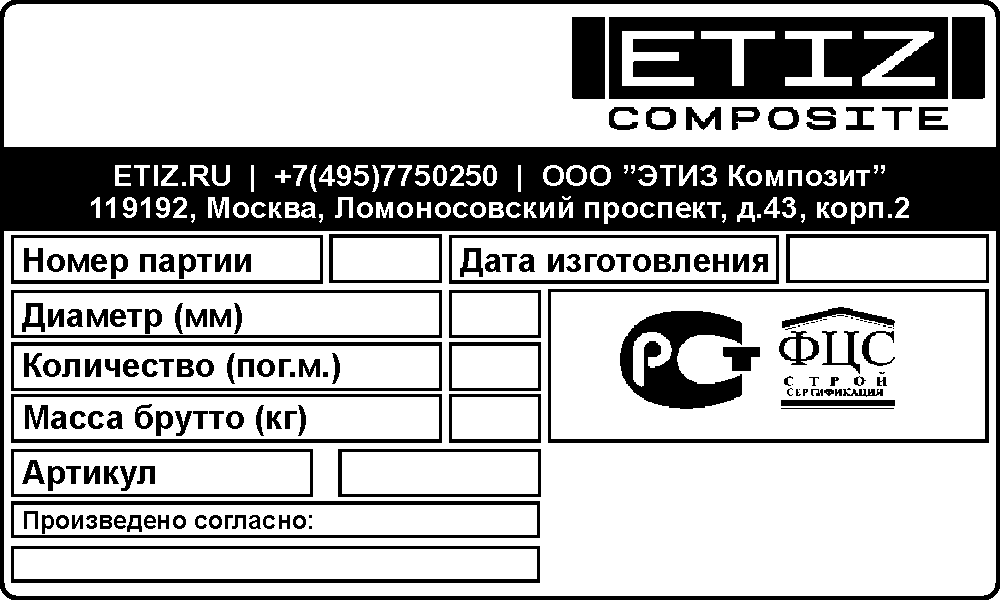 ETIZ
COMPOSITE
ETIZ.RU | +7(495)7750250 | ООО ”ЭТИЗ Композит”
119192, Москва, Ломоносовский проспект, д.43, корп.2
Номер партии
Дата изготовления
Диаметр (мм)
Количество (пог.м.)
Масса брутто (кг)
РСТ
ФЦС
СТРОЙ
СЕРТИФИКАЦИЯ
Артикул
Произведено согласно: